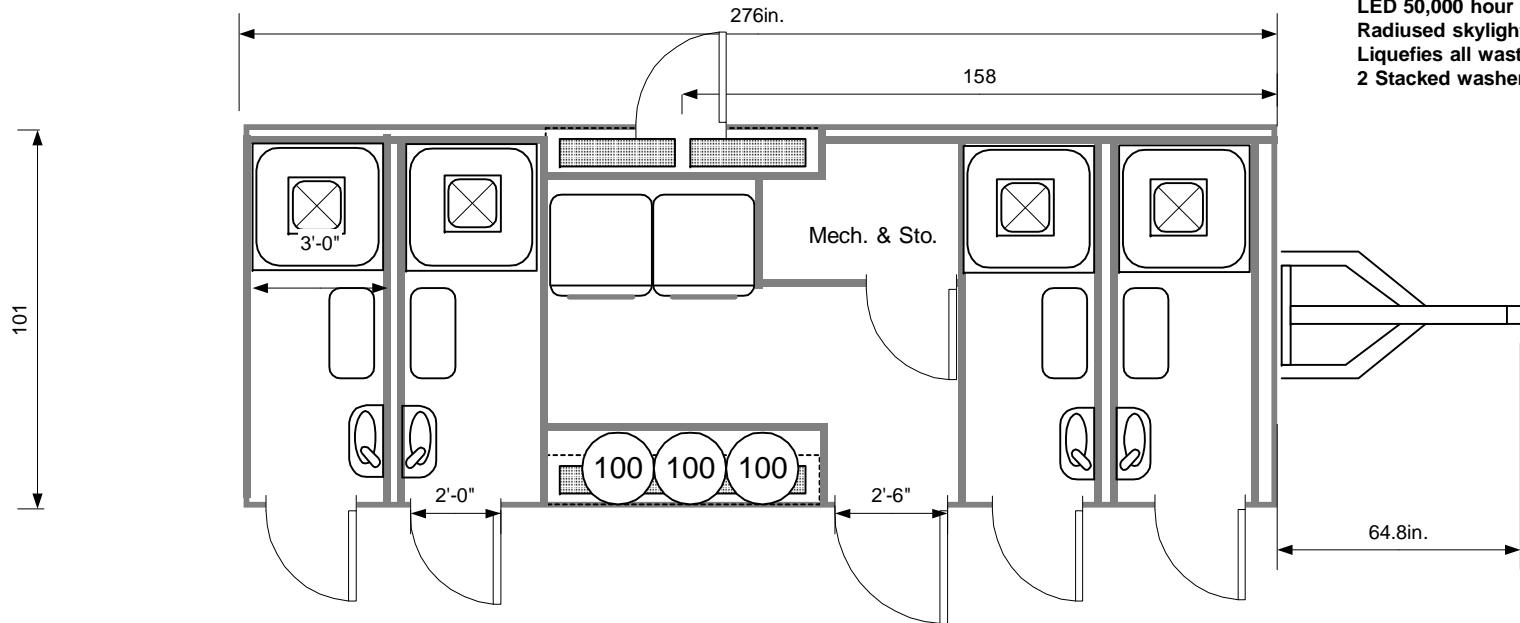 LED 50,000 hour
276in.
Radiused skylight
Liquefies all wast
158
2 Stacked washer
Mech. & Sto.
3'-0"
101
100 100 100
2'-0"
2'-6"
64.8in.